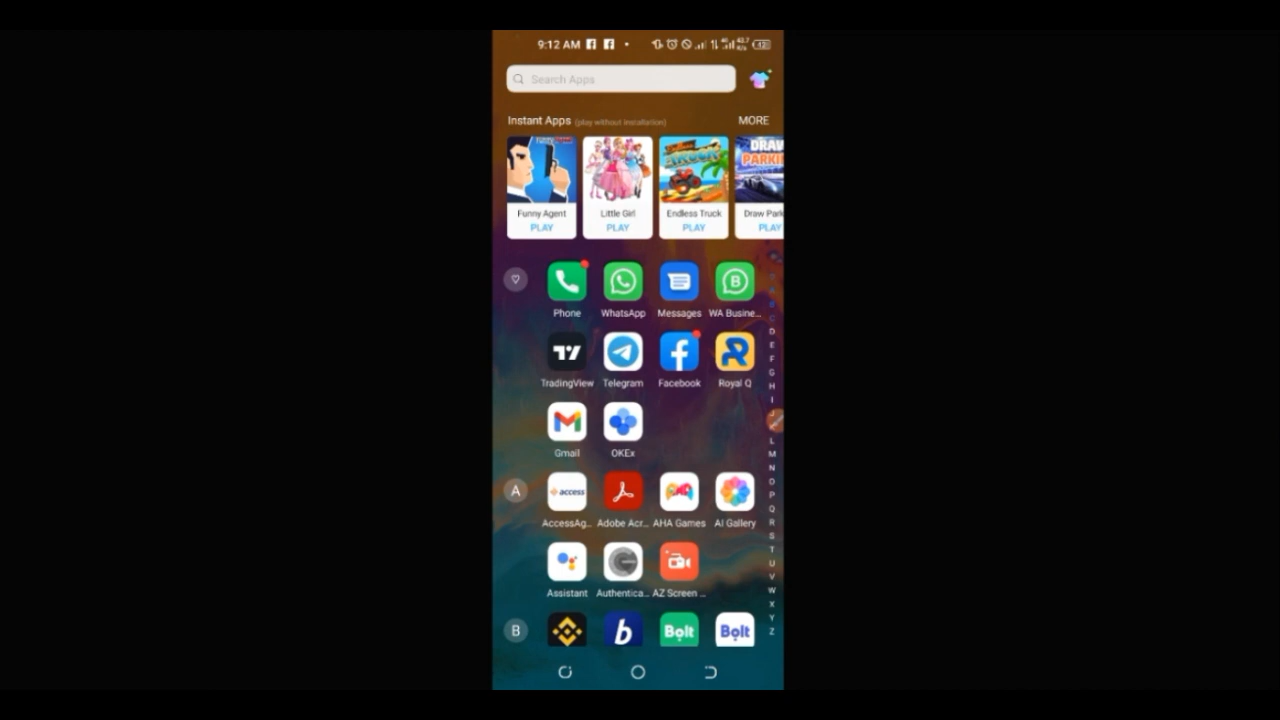 9:12 AM
Search Apps
Instant Apps (play without installation) MORE
DRAW
PARKIN
Funny Agent Little Girl Endless Truck Draw Park
PLAY PLAY PLAY PLAY
Phone WhatsApp Messages WA Busine...
TradingView Telegram Facebook Royal Q
Gmail OKEx
A
access
AccessAg... Adobe Acr... AHA Games AI Gallery
Assistant Authentica... AZ Screen ...
B
b Bolt Bolt
D
E
F
G
H
I
J
L
M
N
O
P
Q
R
S
T
U
V
W
X
Y
Z